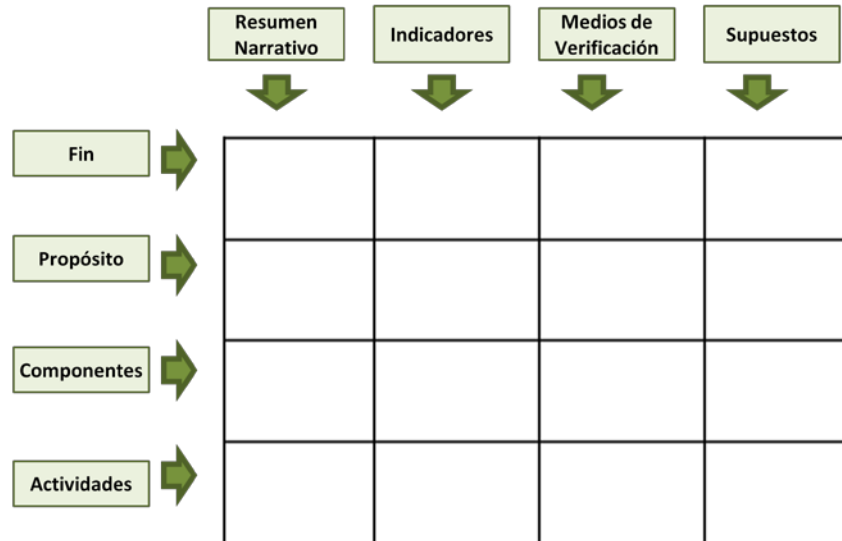 Resumen
Narrativo
Indicadores
Medios de
Verificación
Supuestos
Fin
Propósito
Componentes
Actividades